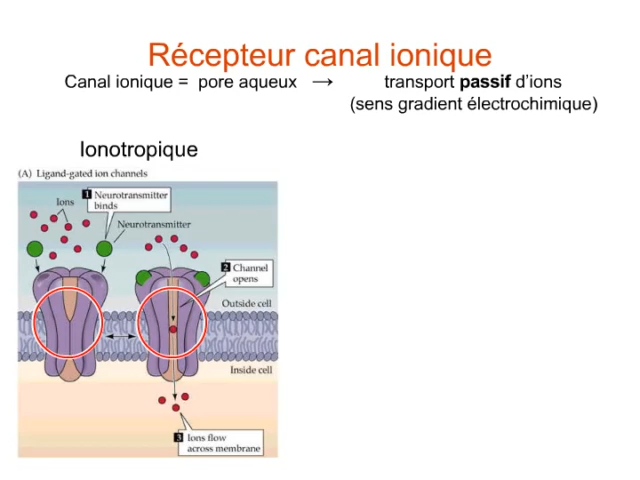 Récepteur canal ionique
Canal ionique = pore aqueux → transport passif d’ions
(sens gradient électrochimique)
Ionotropique
(A) Ligand-gated ion channels
Ions
1 Neurotransmitter
binds
Neurotransmitter
2 Channel
opens
Outside cell
Inside cell
3 Ions flow
across membrane